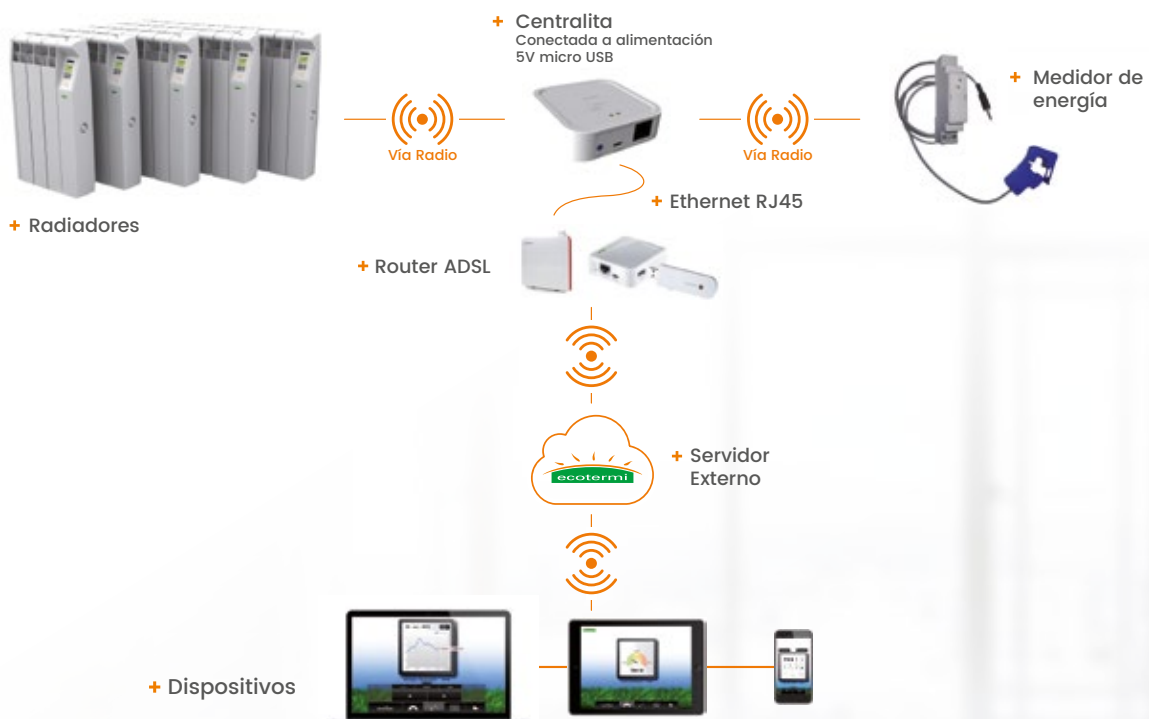 + Centralita
Conectada a alimentación
5V micro USB
+ Medidor de
energía
Vía Radio
Vía Radio
+ Radiadores
+ Ethernet RJ45
+ Router ADSL
+ Servidor
Externo
ecotermi
+ Dispositivos